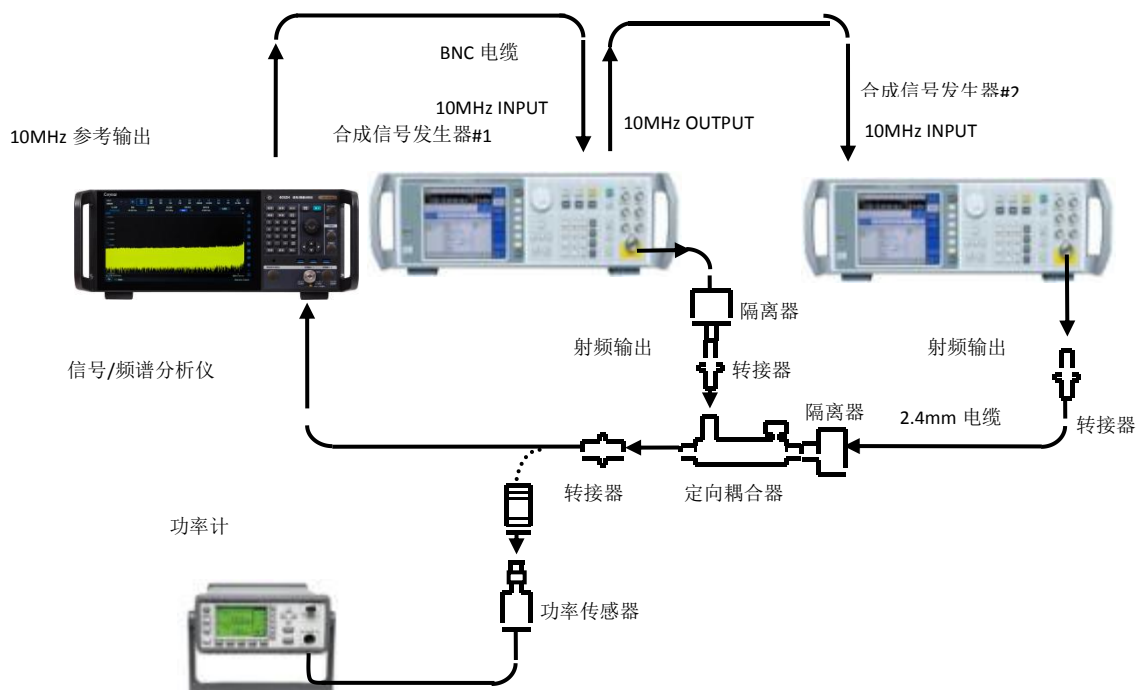 BNC 电缆
10MHz INPUT
10MHz 参考输出
合成信号发生器#1
10MHz OUTPUT
合成信号发生器#2
10MHz INPUT
隔离器
射频输出
转接器
射频输出
信号/频谱分析仪
隔离器
2.4mm 电缆
转接器
转接器
定向耦合器
功率计
功率传感器